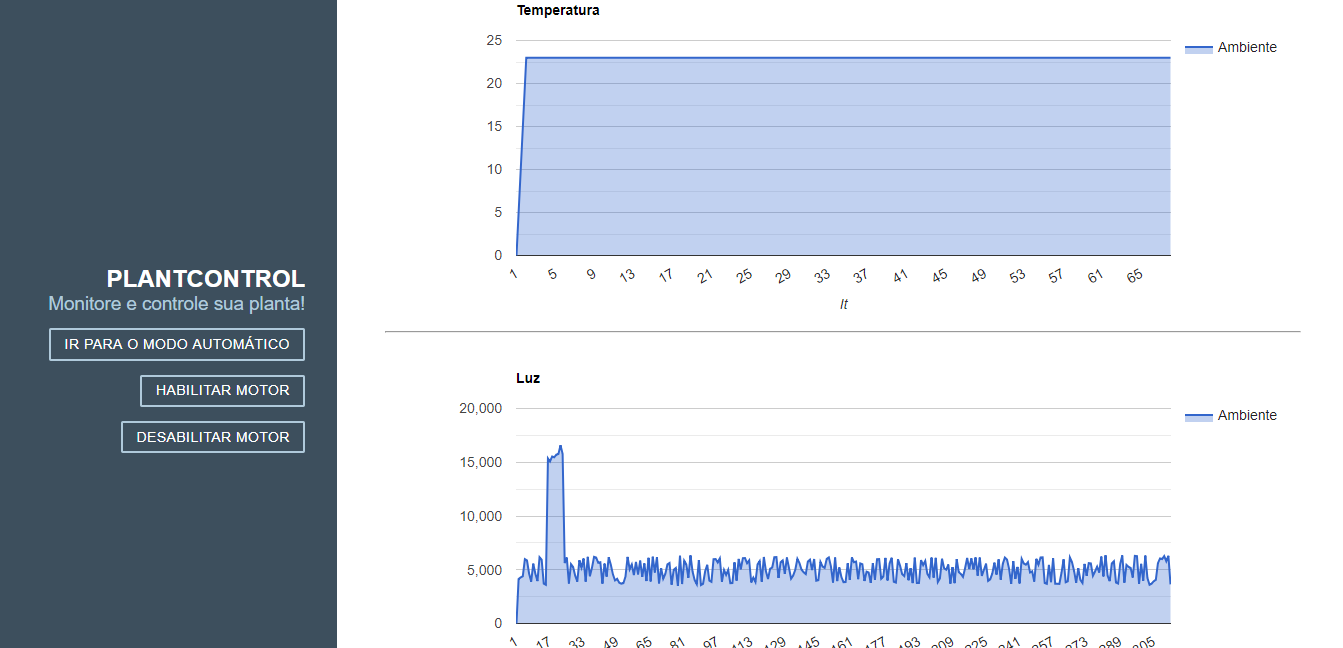 PLANTCONTROL
Monitore e controle sua planta!
IR PARA O MODO AUTOMÁTICO
HABILITAR MOTOR
DESABILITAR MOTOR
Temperatura
Ambiente
25
20
15
10
5
0
1 5 9 13 17 21 25 29 33 37 41 45 49 53 57 61 65
It
Luz
Ambiente
20,000
15,000
10,000
5,000
0
1 17 33 49 65 81 97 113 129 145 161 177 193 209 225 241 257 273 289 305